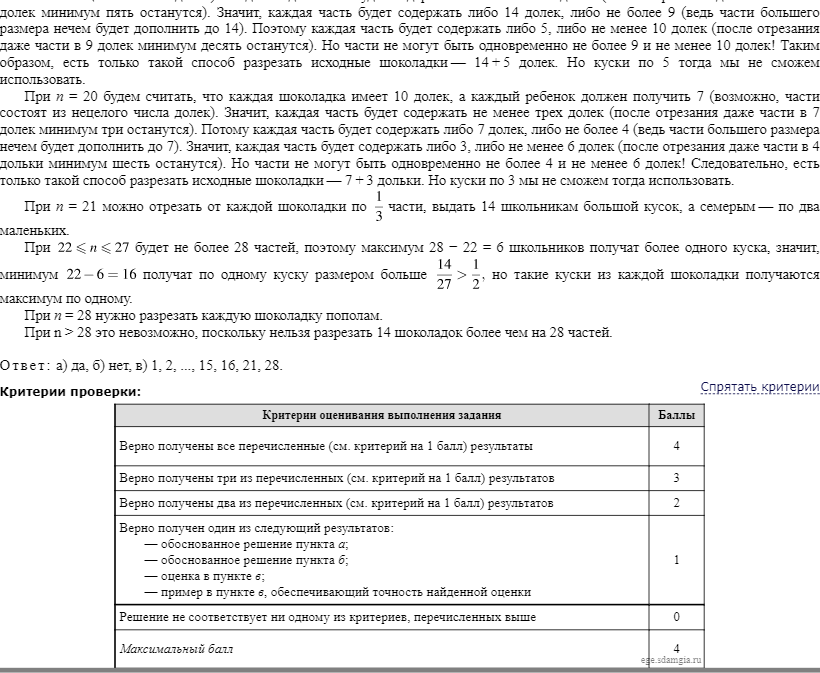 долек минимум пять останутся). Значит, каждая часть будет содержать либо 14 долек, либо не более 9 (ведь части большего
размера нечем будет дополнить до 14). Поэтому каждая часть будет содержать либо 5, либо не менее 10 долек (после отрезания
даже части в 9 долек минимум десять останутся). Но части не могут быть одновременно не более 9 и не менее 10 долек! Таким
образом, есть только такой способ разрезать исходные шоколадки — 14 + 5 долек. Но куски по 5 тогда мы не сможем
использовать.
При n = 20 будем считать, что каждая шоколадка имеет 10 долек, а каждый ребенок должен получить 7 (возможно, части
состоят из нецелого числа долек). Значит, каждая часть будет содержать не менее трех долек (после отрезания даже части в 7
долек минимум три останутся). Потому каждая часть будет содержать либо 7 долек, либо не более 4 (ведь части большего размера
нечем будет дополнить до 7). Значит, каждая часть будет содержать либо 3, либо не менее 6 долек (после отрезания даже части в 4
дольки минимум шесть останутся). Но части не могут быть одновременно не более 4 и не менее 6 долек! Следовательно, есть
только такой способ разрезать исходные шоколадки — 7 + 3 дольки. Но куски по 3 мы не сможем тогда использовать.
При n = 21 можно отрезать от каждой шоколадки по 1/3 части, выдать 14 школьникам большой кусок, а семерым — по два
маленьких.
При 22 ⩽ n ⩽ 27 будет не более 28 частей, поэтому максимум 28 − 22 = 6 школьников получат более одного куска, значит,
минимум 22 − 6 = 16 получат по одному куску размером больше 14/27 > 1/2, но такие куски из каждой шоколадки получаются
максимум по одному.
При n = 28 нужно разрезать каждую шоколадку пополам.
При n > 28 это невозможно, поскольку нельзя разрезать 14 шоколадок более чем на 28 частей.
Ответ: а) да, б) нет, в) 1, 2, ..., 15, 16, 21, 28.
Критерии проверки:
Спрятать критерии
Критерии оценивания выполнения задания Баллы
Верно получены все перечисленные (см. критерий на 1 балл) результаты 4
Верно получены три из перечисленных (см. критерий на 1 балл) результатов 3
Верно получены два из перечисленных (см. критерий на 1 балл) результатов 2
Верно получен один из следующий результатов:
— обоснованное решение пункта а;
— обоснованное решение пункта б;
— оценка в пункте в;
— пример в пункте в, обеспечивающий точность найденной оценки
1
Решение не соответствует ни одному из критериев, перечисленных выше 0
Максимальный балл 4
ege.sdamgia.ru